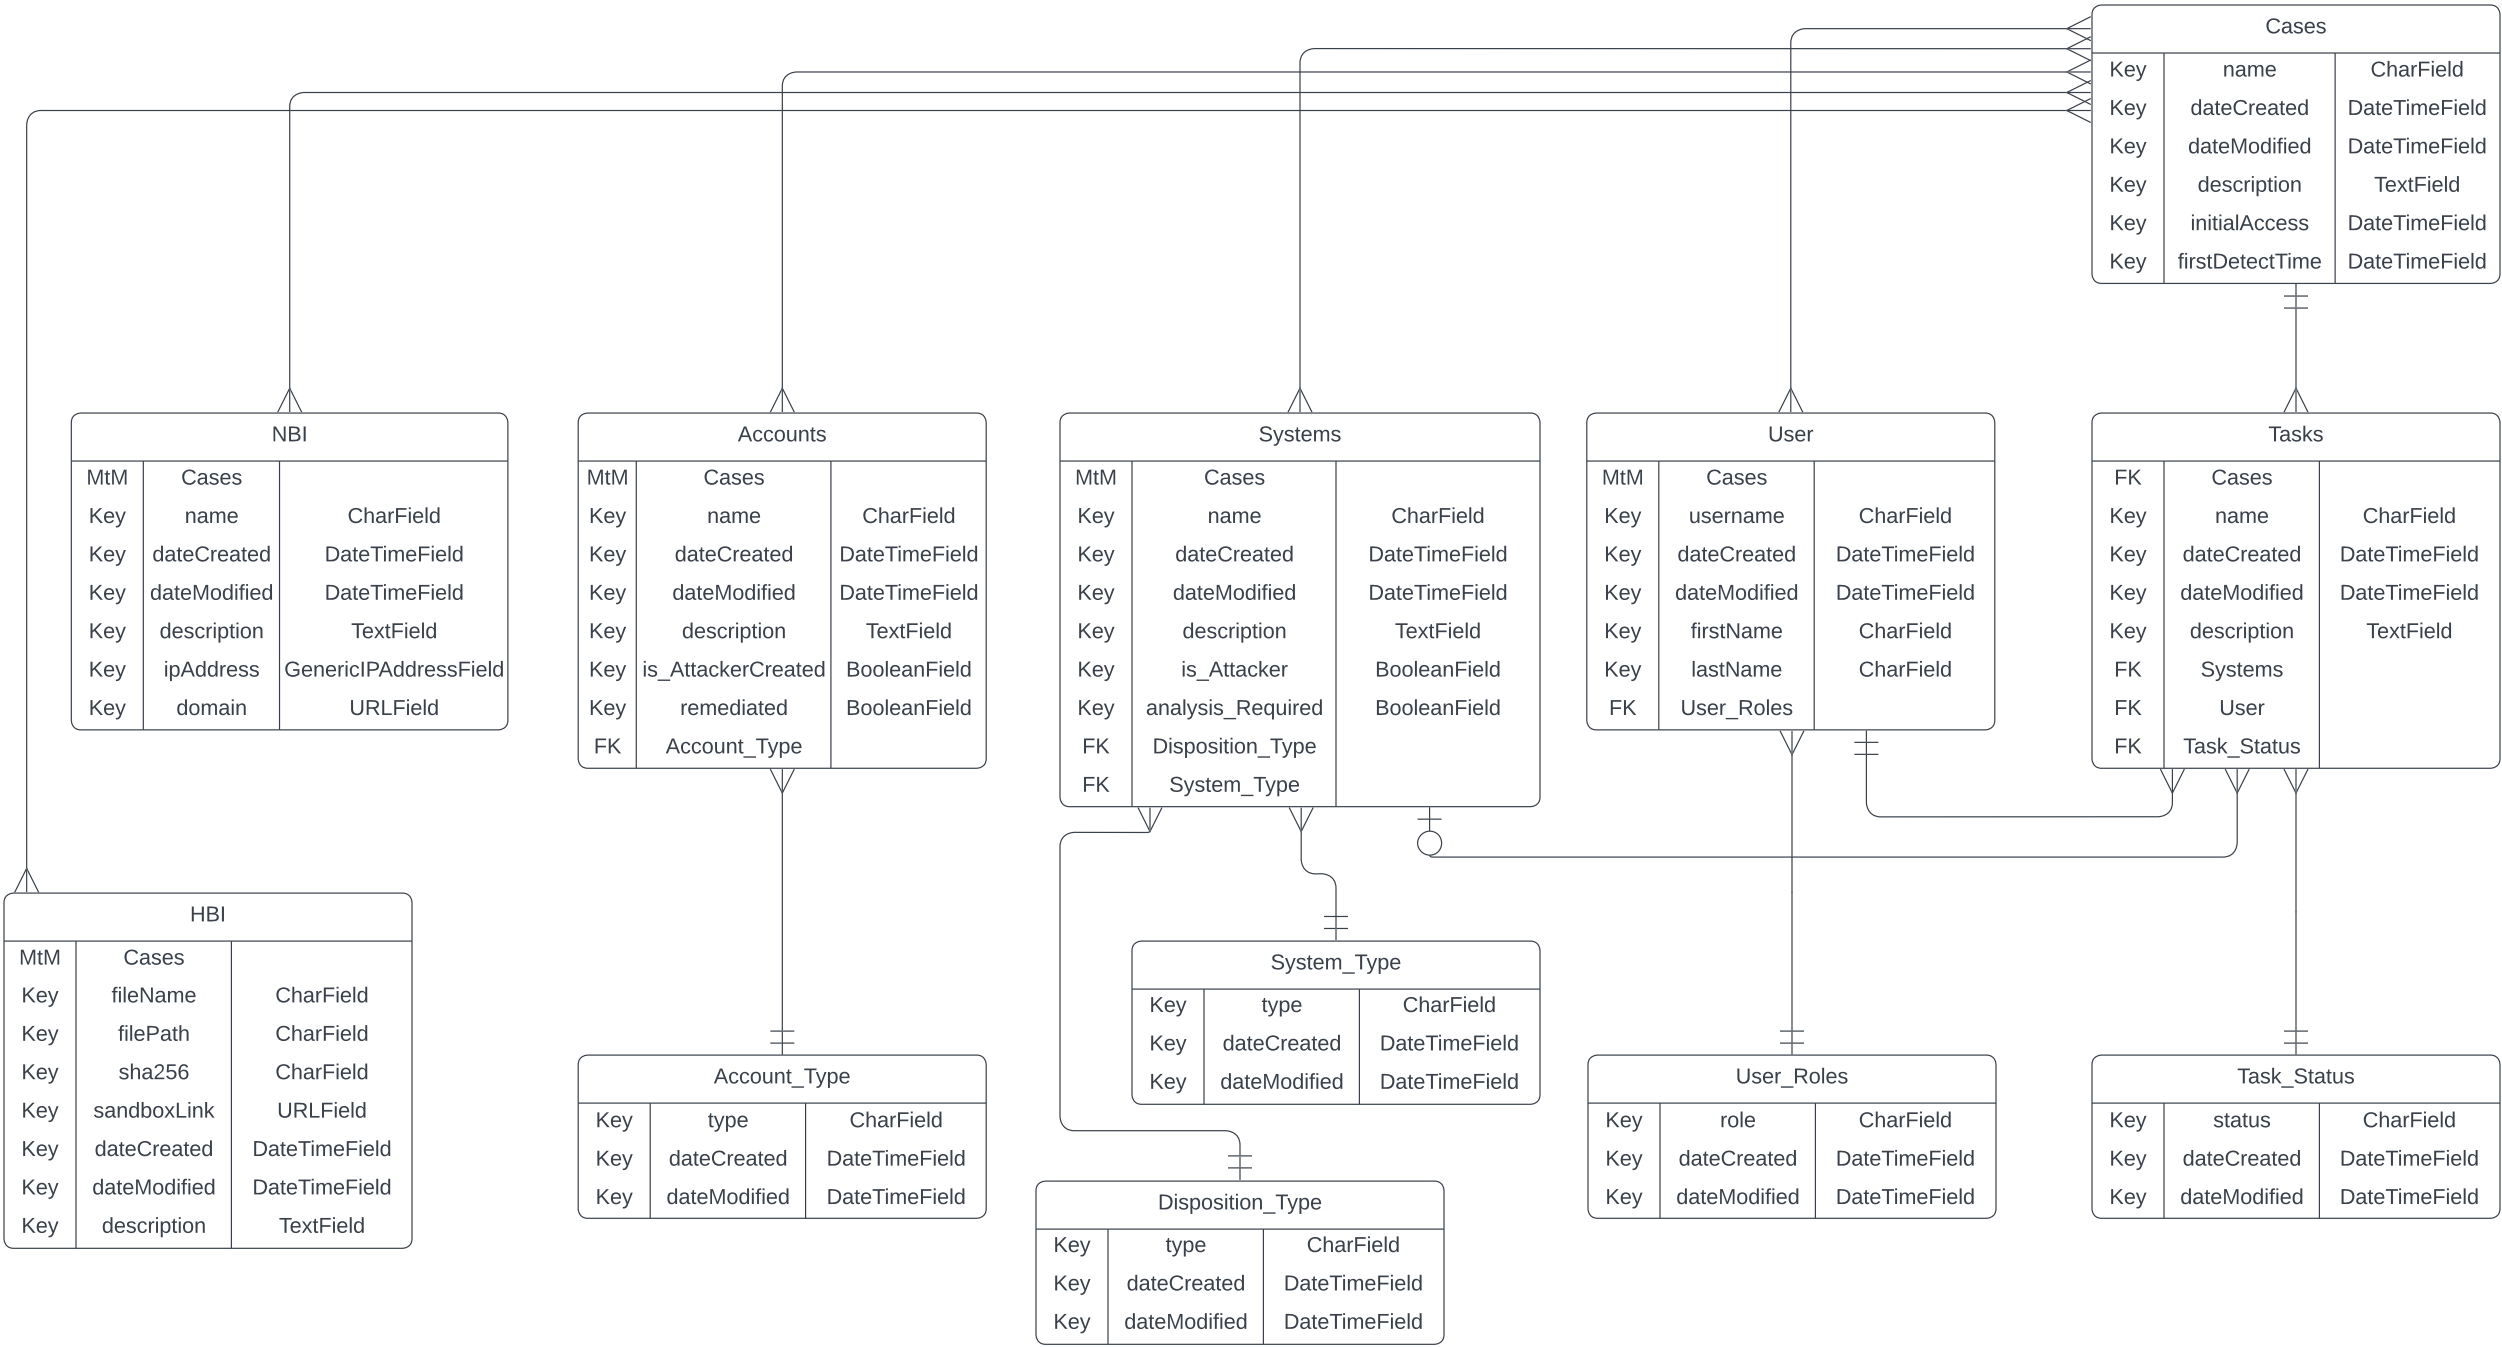 Cases
Key name CharField
Key dateCreated DateTimeField
Key dateModified DateTimeField
Key description TextField
Key initialAccess DateTimeField
Key firstDetectTime DateTimeField
NBI
MtM Cases
Key name CharField
Key dateCreated DateTimeField
Key dateModified DateTimeField
Key description TextField
Key ipAddress GenericIPAddressField
Key domain URLField
Accounts
MtM Cases
Key name CharField
Key dateCreated DateTimeField
Key dateModified DateTimeField
Key description TextField
Key is_AttackerCreated BooleanField
Key remediated BooleanField
FK Account_Type
Systems
MtM Cases
Key name CharField
Key dateCreated DateTimeField
Key dateModified DateTimeField
Key description TextField
Key is_Attacker BooleanField
Key analysis_Required BooleanField
FK Disposition_Type
FK System_Type
User
MtM Cases
Key username CharField
Key dateCreated DateTimeField
Key dateModified DateTimeField
Key firstName CharField
Key lastName CharField
FK User_Roles
Tasks
FK Cases
Key name CharField
Key dateCreated DateTimeField
Key dateModified DateTimeField
Key description TextField
FK Systems
FK User
FK Task_Status
HBI
MtM Cases
Key fileName CharField
Key filePath CharField
Key sha256 CharField
Key sandboxLink URLField
Key dateCreated DateTimeField
Key dateModified DateTimeField
Key description TextField
Account_Type
Key type CharField
Key dateCreated DateTimeField
Key dateModified DateTimeField
System_Type
Key type CharField
Key dateCreated DateTimeField
Key dateModified DateTimeField
Disposition_Type
Key type CharField
Key dateCreated DateTimeField
Key dateModified DateTimeField
User_Roles
Key role CharField
Key dateCreated DateTimeField
Key dateModified DateTimeField
Task_Status
Key status CharField
Key dateCreated DateTimeField
Key dateModified DateTimeField